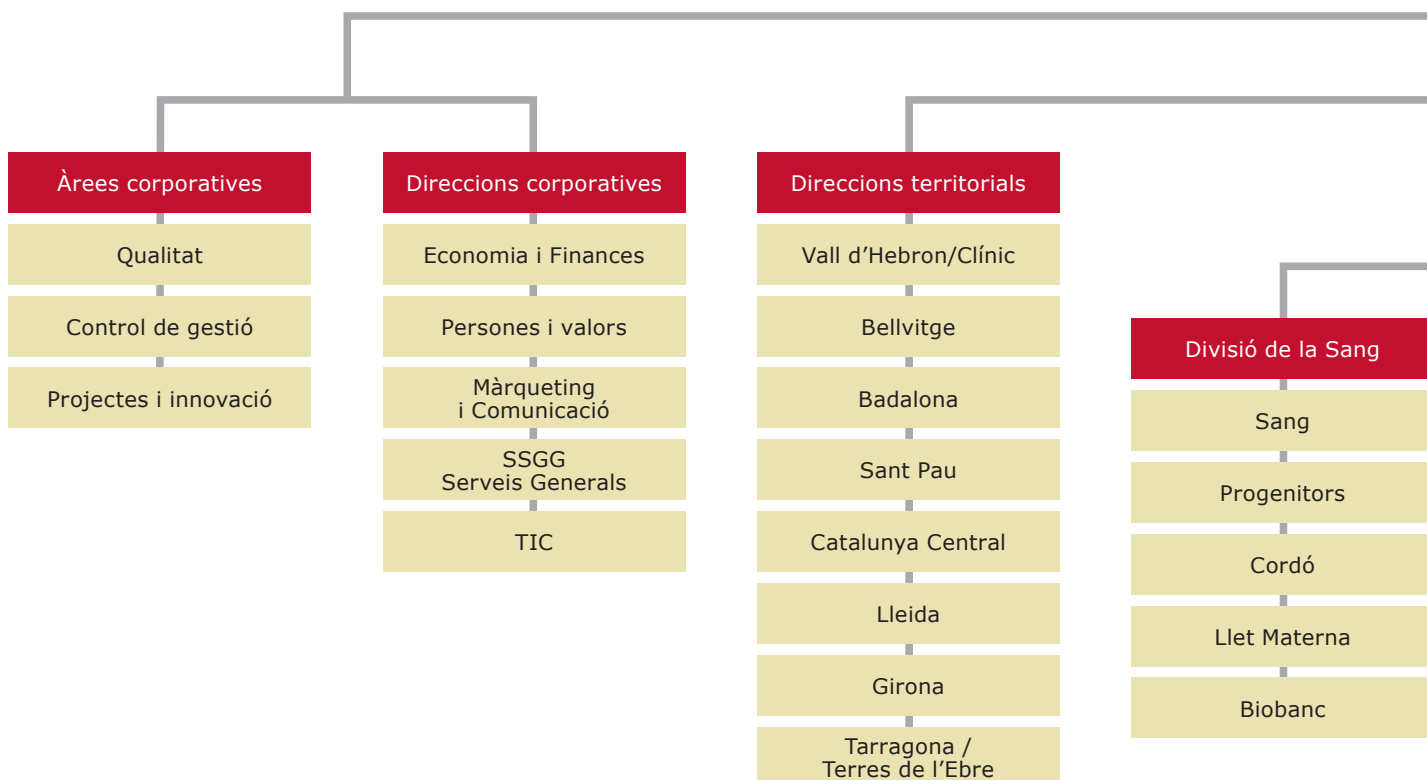 Àrees corporatives
Qualitat
Control de gestió
Projectes i innovació
Direccions corporatives
Economia i Finances
Persones i valors
Màrqueting
i Comunicació
SSGG
Serveis Generals
TIC
Direccions territorials
Vall d’Hebron/Clínic
Bellvitge
Badalona
Sant Pau
Catalunya Central
Lleida
Girona
Tarragona /
Terres de l’Ebre
Divisió de la Sang
Sang
Progenitors
Cordó
Llet Materna
Biobanc